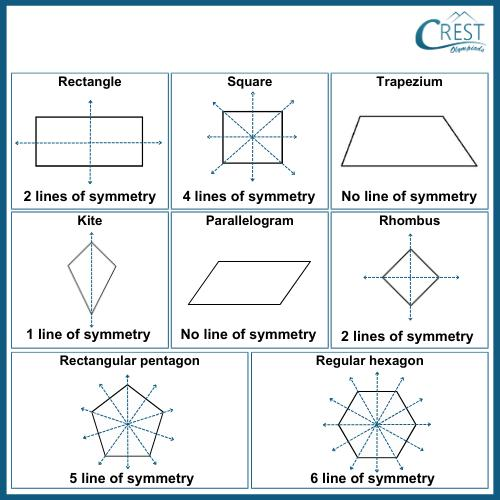 CREST
Olympiads
Rectangle
Square
Trapezium
2 lines of symmetry
4 lines of symmetry
No line of symmetry
Kite
Parallelogram
Rhombus
1 line of symmetry
No line of symmetry
2 lines of symmetry
Rectangular pentagon
Regular hexagon
5 line of symmetry
6 line of symmetry